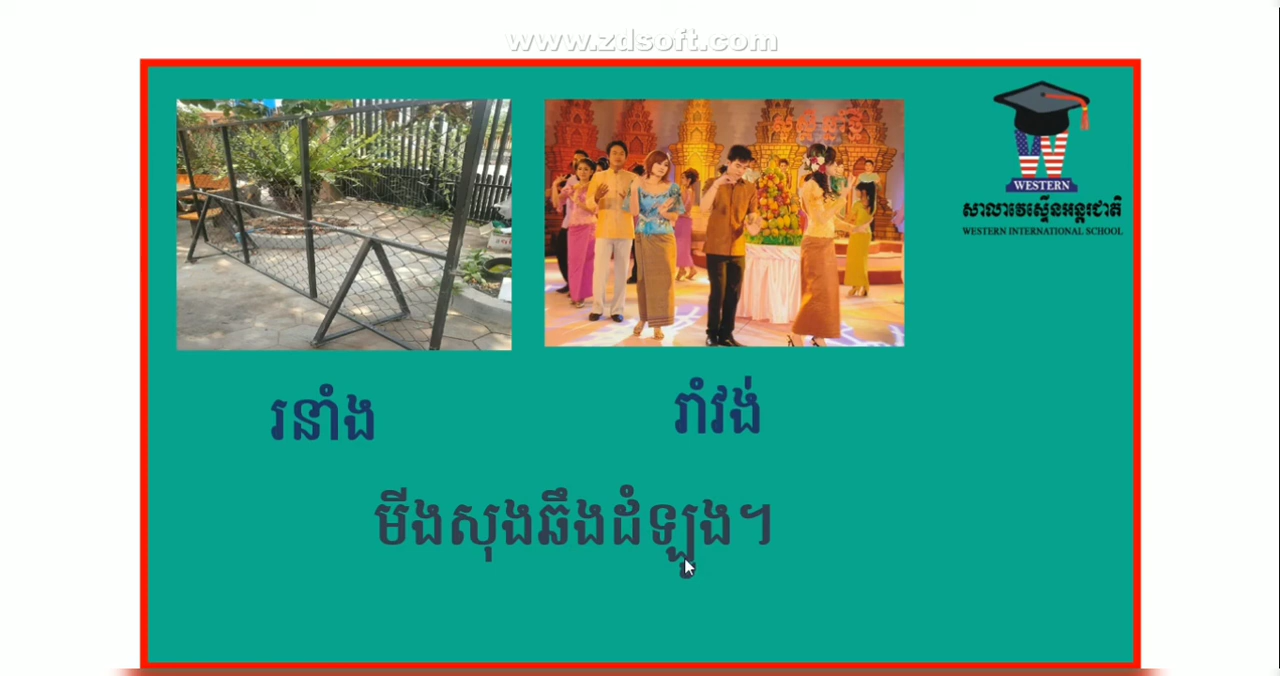 www.zdsoft.com
WESTERN
សាលាវេស្ទើនអន្តរជាតិ
WESTERN INTERNATIONAL SCHOOL
រនាំង
រាំវង់
មីងសុងឆឹងដំឡូង។